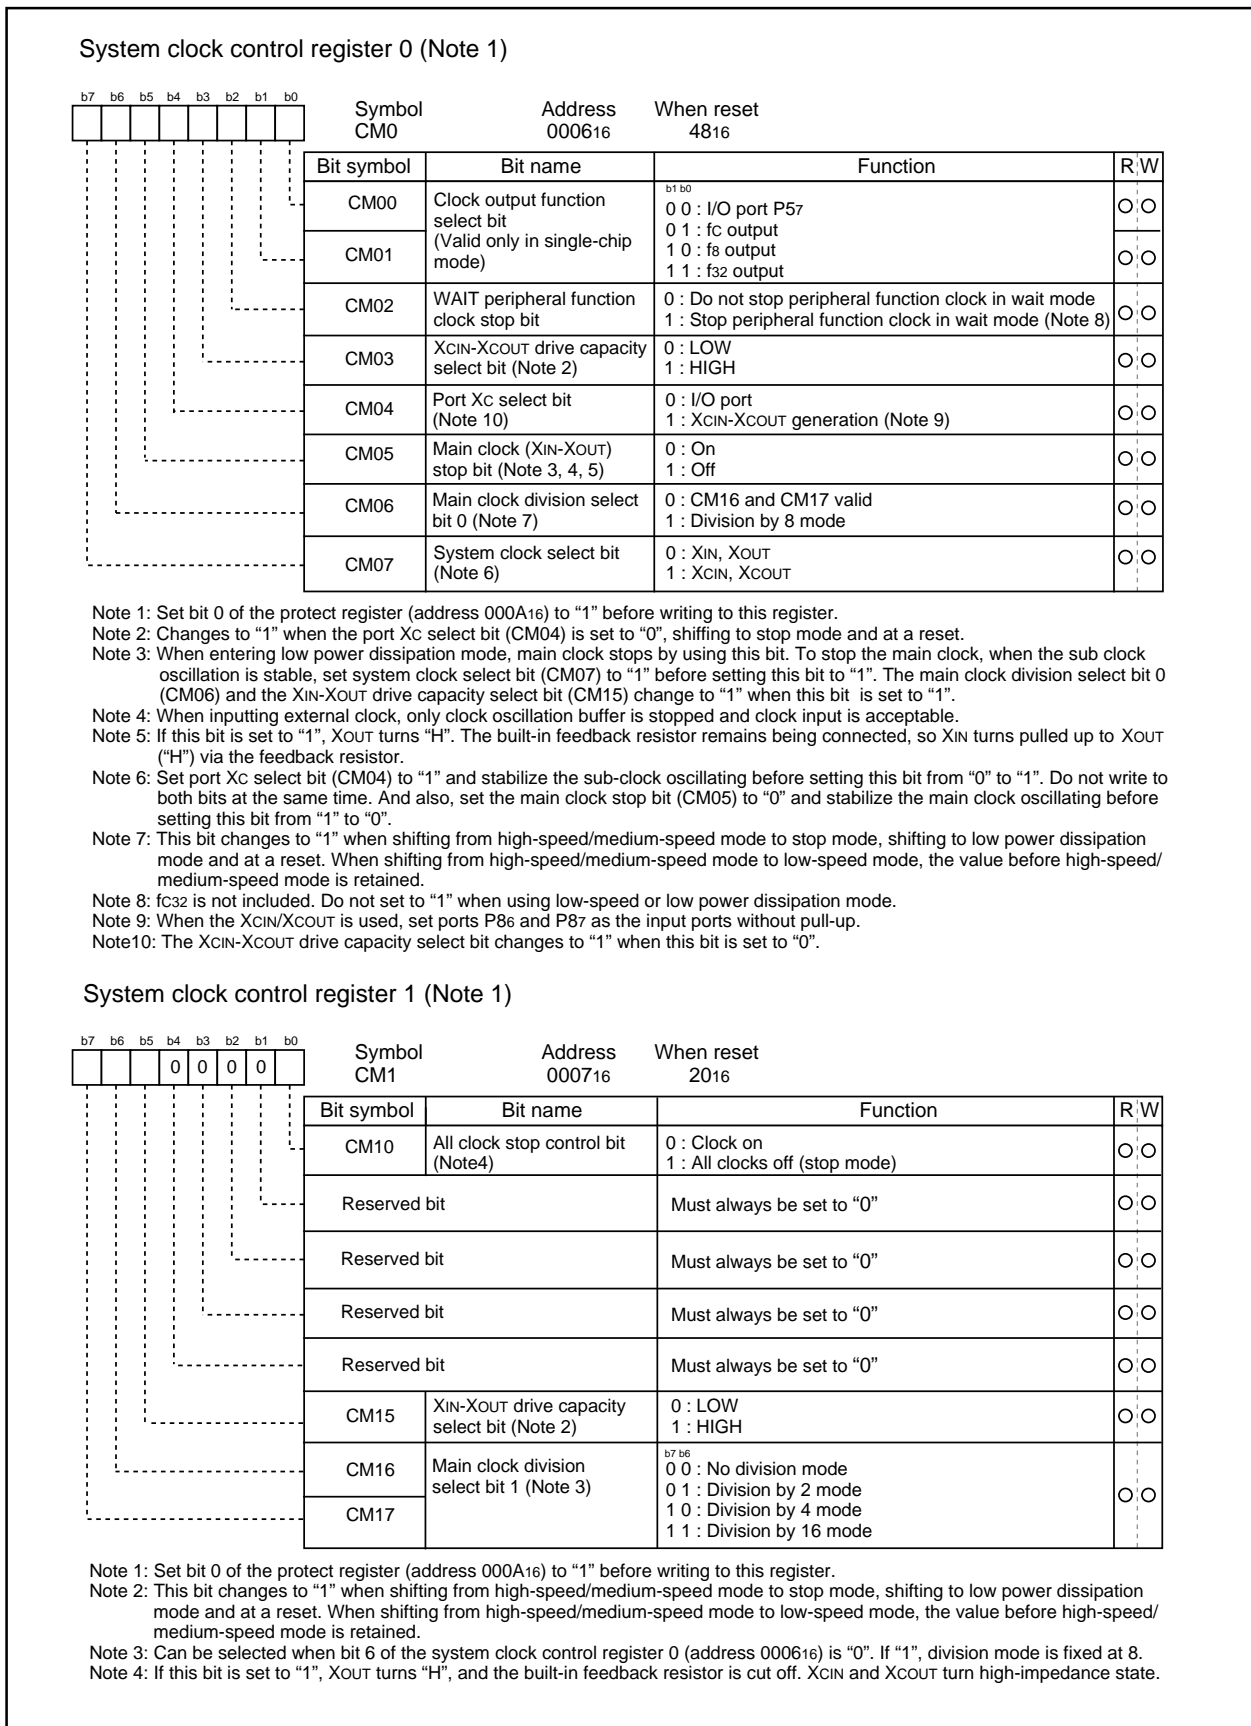 System clock control register 0 (Note 1)
b7 b6 b5 b4 b3 b2 b1 b0
Symbol Address When reset
CM0 000616 4816
Bit symbol Bit name Function R W
CM00 Clock output function
select bit
(Valid only in single-chip
mode)
b1 b0
0 0 : I/O port P57
0 1 : fC output
1 0 : f8 output
1 1 : f32 output
CM01
CM02 WAIT peripheral function
clock stop bit
0 : Do not stop peripheral function clock in wait mode
1 : Stop peripheral function clock in wait mode (Note 8)
CM03 XCIN-XCOUT drive capacity
select bit (Note 2)
0 : LOW
1 : HIGH
CM04 Port XC select bit
(Note 10)
0 : I/O port
1 : XCIN-XCOUT generation (Note 9)
CM05 Main clock (XIN-XOUT)
stop bit (Note 3, 4, 5)
0 : On
1 : Off
CM06 Main clock division select
bit 0 (Note 7)
0 : CM16 and CM17 valid
1 : Division by 8 mode
CM07 System clock select bit
(Note 6)
0 : XIN, XOUT
1 : XCIN, XCOUT
Note 1: Set bit 0 of the protect register (address 000A16) to “1” before writing to this register.
Note 2: Changes to “1” when the port XC select bit (CM04) is set to “0”, shiffing to stop mode and at a reset.
Note 3: When entering low power dissipation mode, main clock stops by using this bit. To stop the main clock, when the sub clock
oscillation is stable, set system clock select bit (CM07) to “1” before setting this bit to “1”. The main clock division select bit 0
(CM06) and the XIN-XOUT drive capacity select bit (CM15) change to “1” when this bit is set to “1”.
Note 4: When inputting external clock, only clock oscillation buffer is stopped and clock input is acceptable.
Note 5: If this bit is set to “1”, XOUT turns “H”. The built-in feedback resistor remains being connected, so XIN turns pulled up to XOUT
(“H”) via the feedback resistor.
Note 6: Set port XC select bit (CM04) to “1” and stabilize the sub-clock oscillating before setting this bit from “0” to “1”. Do not write to
both bits at the same time. And also, set the main clock stop bit (CM05) to “0” and stabilize the main clock oscillating before
setting this bit from “1” to “0”.
Note 7: This bit changes to “1” when shifting from high-speed/medium-speed mode to stop mode, shifting to low power dissipation
mode and at a reset. When shifting from high-speed/medium-speed mode to low-speed mode, the value before high-speed/
medium-speed mode is retained.
Note 8: fC32 is not included. Do not set to “1” when using low-speed or low power dissipation mode.
Note 9: When the XCIN/XCOUT is used, set ports P86 and P87 as the input ports without pull-up.
Note10: The XCIN-XCOUT drive capacity select bit changes to “1” when this bit is set to “0”.
System clock control register 1 (Note 1)
b7 b6 b5 b4 b3 b2 b1 b0
0 0 0 0
Symbol Address When reset
CM1 000716 2016
Bit symbol Bit name Function R W
CM10 All clock stop control bit
(Note4)
0 : Clock on
1 : All clocks off (stop mode)
Reserved bit Must always be set to “0”
Reserved bit Must always be set to “0”
Reserved bit Must always be set to “0”
Reserved bit Must always be set to “0”
CM15 XIN-XOUT drive capacity
select bit (Note 2)
0 : LOW
1 : HIGH
CM16 Main clock division
select bit 1 (Note 3)
b7 b6
0 0 : No division mode
0 1 : Division by 2 mode
1 0 : Division by 4 mode
1 1 : Division by 16 mode
CM17
Note 1: Set bit 0 of the protect register (address 000A16) to “1” before writing to this register.
Note 2: This bit changes to “1” when shifting from high-speed/medium-speed mode to stop mode, shifting to low power dissipation
mode and at a reset. When shifting from high-speed/medium-speed mode to low-speed mode, the value before high-speed/
medium-speed mode is retained.
Note 3: Can be selected when bit 6 of the system clock control register 0 (address 000616) is “0”. If “1”, division mode is fixed at 8.
Note 4: If this bit is set to “1”, XOUT turns “H”, and the built-in feedback resistor is cut off. XCIN and XCOUT turn high-impedance state.